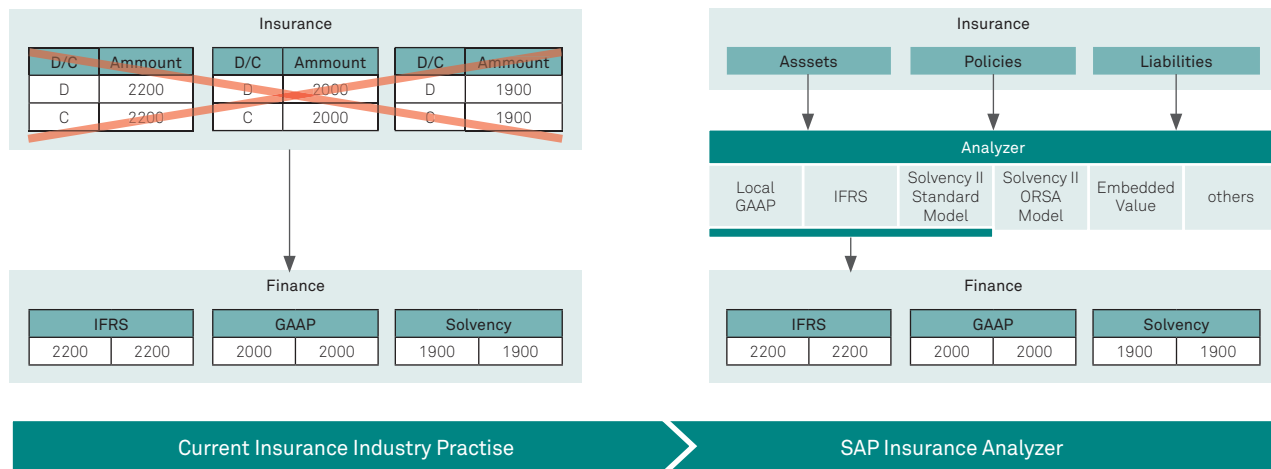 Insurance
D/C Ammount D/C Ammount D/C Amount
D 2200 D 2000 D 1900
C 2200 C 2000 C 1900
Finance
IFRS GAAP Solvency
2200 2200 2000 2000 1900 1900
Current Insurance Industry Practise
Insurance
Asssets Policies Liabilities
Analyzer
Local
GAAP
IFRS
Solvency II
Standard
Model
Solvency II
ORSA
Model
Embedded
Value
others
Finance
IFRS GAAP Solvency
2200 2200 2000 2000 1900 1900
SAP Insurance Analyzer